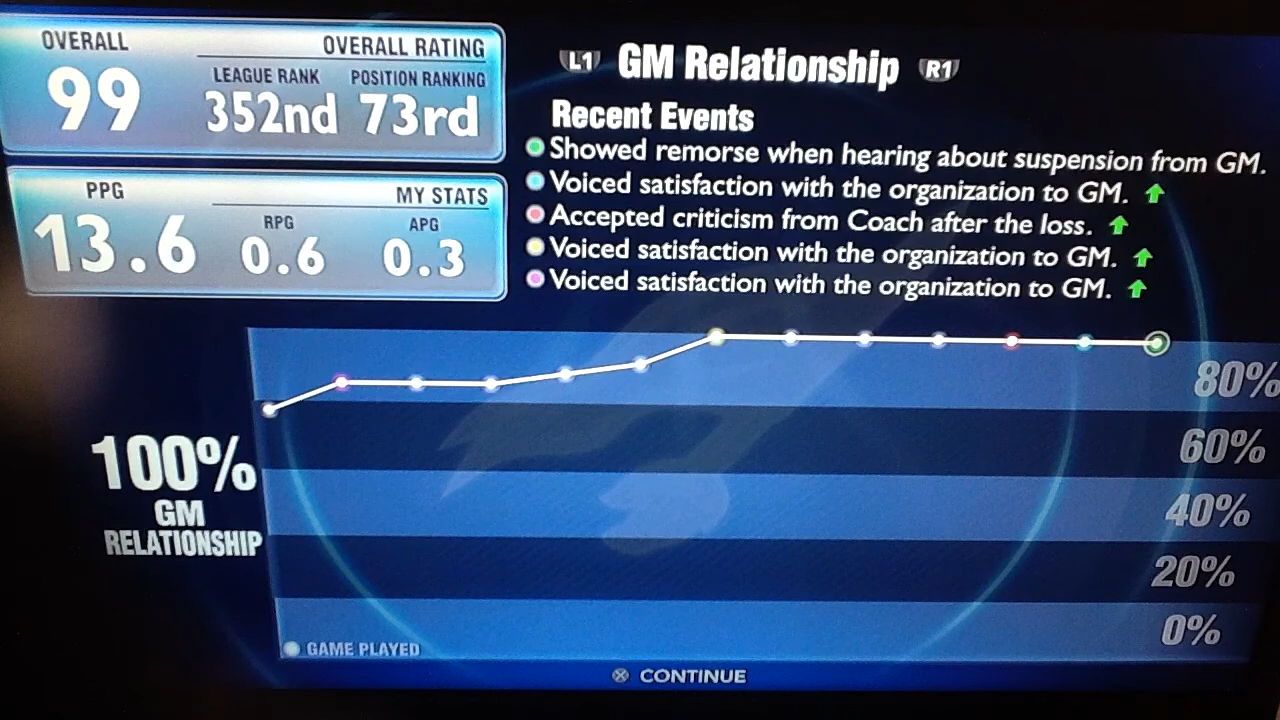 OVERALL
99
OVERALL RATING
LEAGUE RANK POSITION RANKING
352nd 73rd
PPG
13.6
MY STATS
RPG APG
0.6 0.3
L1 GM Relationship R1
Recent Events
Showed remorse when hearing about suspension from GM.
Voiced satisfaction with the organization to GM.
Accepted criticism from Coach after the loss.
Voiced satisfaction with the organization to GM.
Voiced satisfaction with the organization to GM.
100%
GM
RELATIONSHIP
80%
60%
40%
20%
0%
GAME PLAYED
CONTINUE